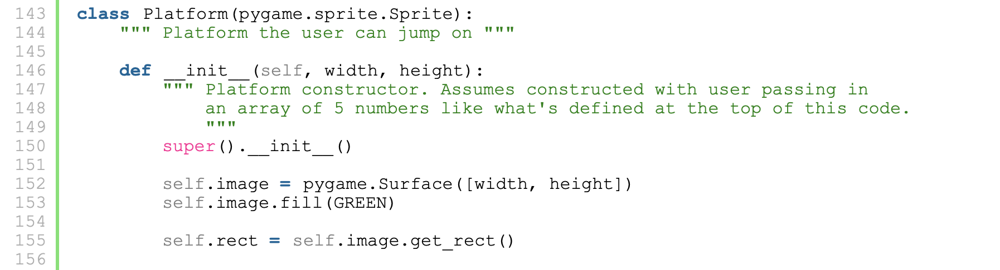 143 class Platform(pygame.sprite.Sprite):
144     """ Platform the user can jump on """
145
146     def __init__(self, width, height):
147         """ Platform constructor. Assumes constructed with user passing in
148             an array of 5 numbers like what's defined at the top of this code.
149             """
150         super().__init__()
151
152         self.image = pygame.Surface([width, height])
153         self.image.fill(GREEN)
154
155         self.rect = self.image.get_rect()
156